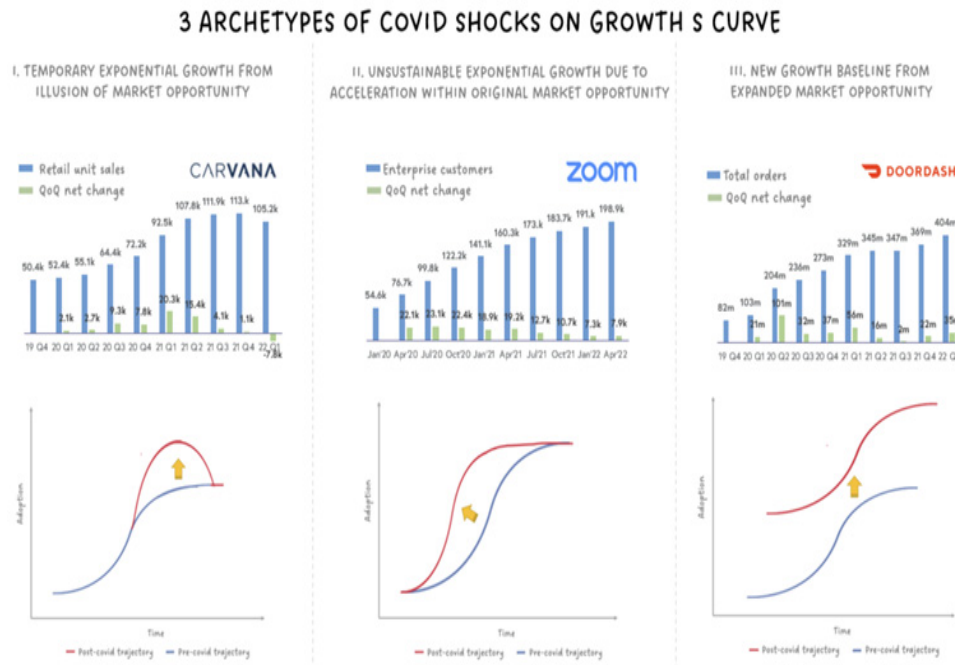 3 ARCHETYPES OF COVID SHOCKS ON GROWTH S CURVE
I. TEMPORARY EXPONENTIAL GROWTH FROM
ILLUSION OF MARKET OPPORTUNITY
Retail unit sales
CARVANA
QoQ net change
50.4k 52.4k 55.1k 64.4k 72.2k 92.5k 107.8k 111.9k 113.k 105.2k
2.1k 2.7k 9.3k 7.8k 20.3k 15.4k 4.1k 1.1k -7.8k
19 Q4 20 Q1 20 Q2 20 Q3 20 Q4 21 Q1 21 Q2 21 Q3 21 Q4 22 Q1
Adoption
Time
Post-covid trajectory Pre-covid trajectory
II. UNSUSTAINABLE EXPONENTIAL GROWTH DUE TO
ACCELERATION WITHIN ORIGINAL MARKET OPPORTUNITY
Enterprise customers
zoom
QoQ net change
54.6k 76.7k 99.8k 122.2k 141.1k 160.3k 173.k 183.7k 191.k 198.9k
22.1k 23.1k 22.4k 18.9k 19.2k 12.7k 10.7k 7.3k 7.9k
Jan'20 Apr'20 Jul'20 Oct'20 Jan'21 Apr'21 Jul'21 Oct'21 Jan'22 Apr'22
Adoption
Time
Post-covid trajectory Pre-covid trajectory
III. NEW GROWTH BASELINE FROM
EXPANDED MARKET OPPORTUNITY
Total orders
DOORDASH
QoQ net change
82m 103m 204m 236m 273m 329m 345m 347m 369m 404m
21m 101m 32m 37m 56m 16m 2m 22m
19 Q4 20 Q1 20 Q2 20 Q3 20 Q4 21 Q1 21 Q2 21 Q3 21 Q4
Adoption
Time
Post-covid trajectory Pre-covid trajectory